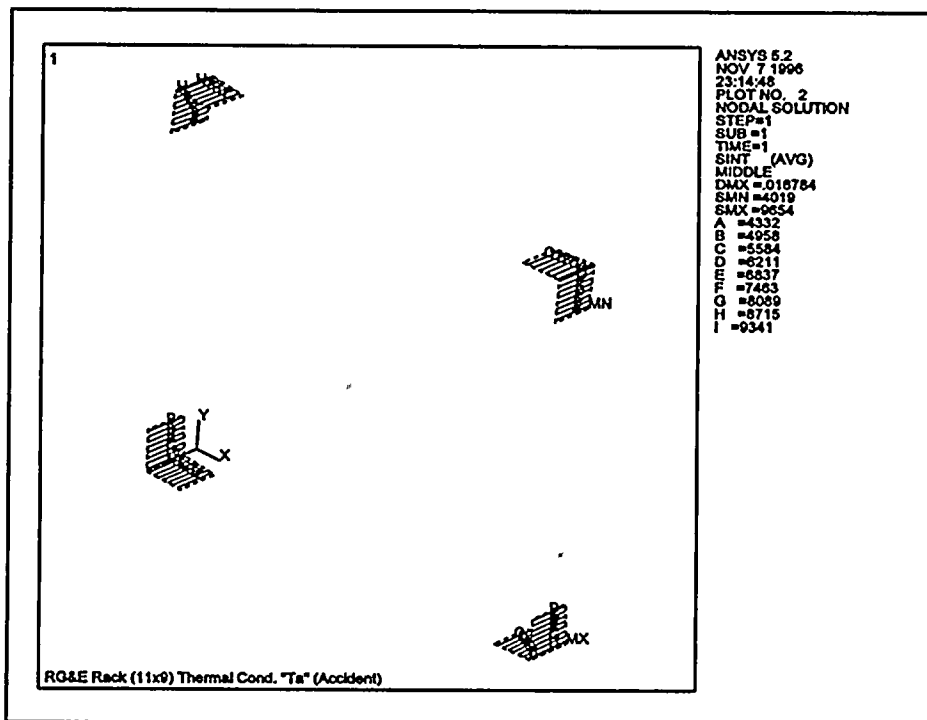 1
ANSYS 5.2
NOV 7 1996
23:14:48
PLOT NO. 2
NODAL SOLUTION
STEP=1
SUB =1
TIME=1
SINT (AVG)
MIDDLE
DMX =.016764
SMN =4019
SMX =9654
A =4332
B =4958
C =5584
D =6211
E =6837
F =7463
G =8089
H =8715
I =9341
MN
Y
X
MX
RG&E Rack (11x9) Thermal Cond. "Ta" (Accident)